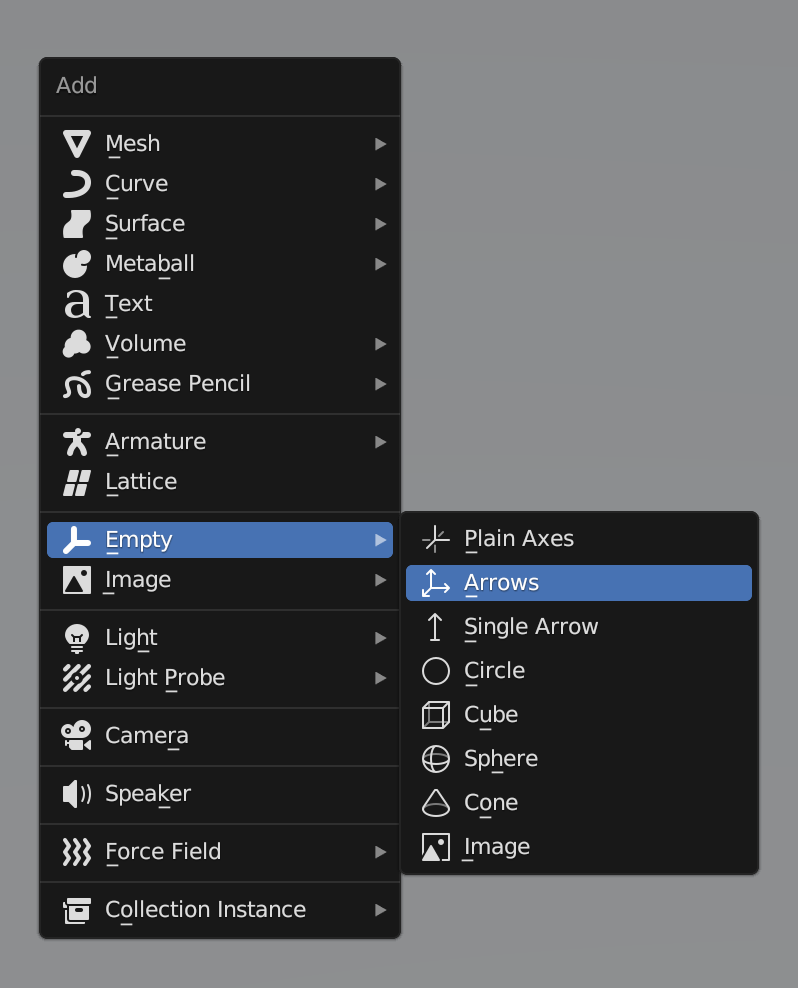 Add
Mesh
Curve
Surface
Metaball
Text
Volume
Grease Pencil
Armature
Lattice
Empty
Image
Light
Light Probe
Camera
Speaker
Force Field
Collection Instance
Plain Axes
Arrows
Single Arrow
Circle
Cube
Sphere
Cone
Image